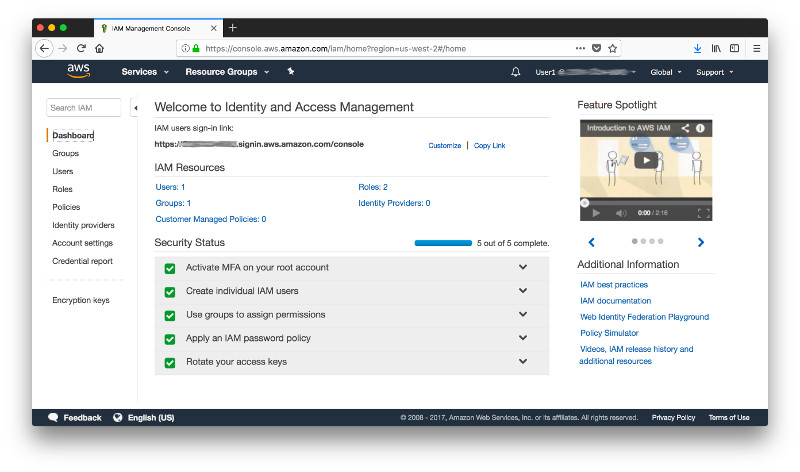 IAM Management Console
https://console.aws.amazon.com/iam/home?region=us-west-2#/home
aws
Services
Resource Groups
User1 @
Global
Support
Search IAM
Dashboard
Groups
Users
Roles
Policies
Identity providers
Account settings
Credential report
Encryption keys
Welcome to Identity and Access Management
IAM users sign-in link:
https:// .signin.aws.amazon.com/console
Customize | Copy Link
IAM Resources
Users: 1
Roles: 2
Groups: 1
Identity Providers: 0
Customer Managed Policies: 0
Security Status
5 out of 5 complete.
Activate MFA on your root account
Create individual IAM users
Use groups to assign permissions
Apply an IAM password policy
Rotate your access keys
Feature Spotlight
Introduction to AWS IAM
0:00 / 2:16
Additional Information
IAM best practices
IAM documentation
Web Identity Federation Playground
Policy Simulator
Videos, IAM release history and
additional resources
Feedback
English (US)
© 2008 - 2017, Amazon Web Services, Inc. or its affiliates. All rights reserved.
Privacy Policy
Terms of Use